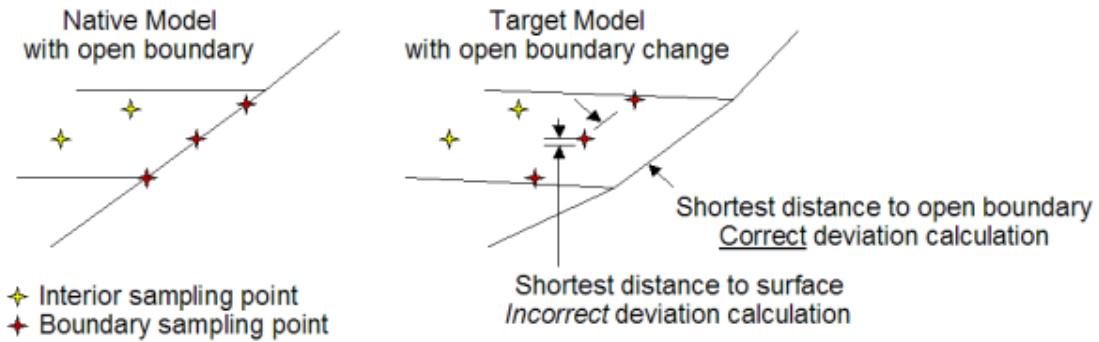 Native Model
with open boundary
Target Model
with open boundary change
Shortest distance to open boundary
Correct deviation calculation
Shortest distance to surface
Incorrect deviation calculation
Interior sampling point
Boundary sampling point